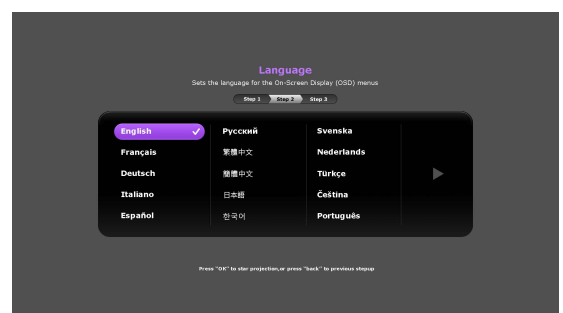 Language
Sets the language for the On-Screen Display (OSD) menus
Step 1 Step 2 Step 3
English
Français
Deutsch
Italiano
Español
Русский
繁體中文
簡體中文
日本語
한국어
Svenska
Nederlands
Türkçe
Čeština
Português
Press "OK" to star projection,or press "back" to previous stepup